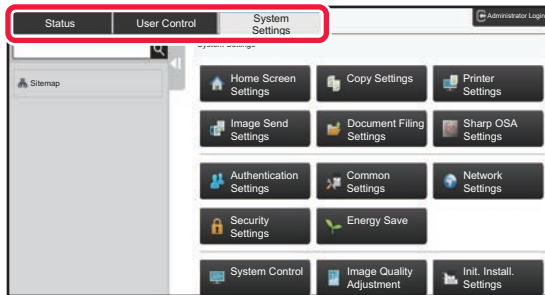 Status
User Control
System
Settings
Administrator Login
System Settings
Sitemap
Home Screen
Settings
Copy Settings
Printer
Settings
Image Send
Settings
Document Filing
Settings
Sharp OSA
Settings
Authentication
Settings
Common
Settings
Network
Settings
Security
Settings
Energy Save
System Control
Image Quality
Adjustment
Init. Install.
Settings